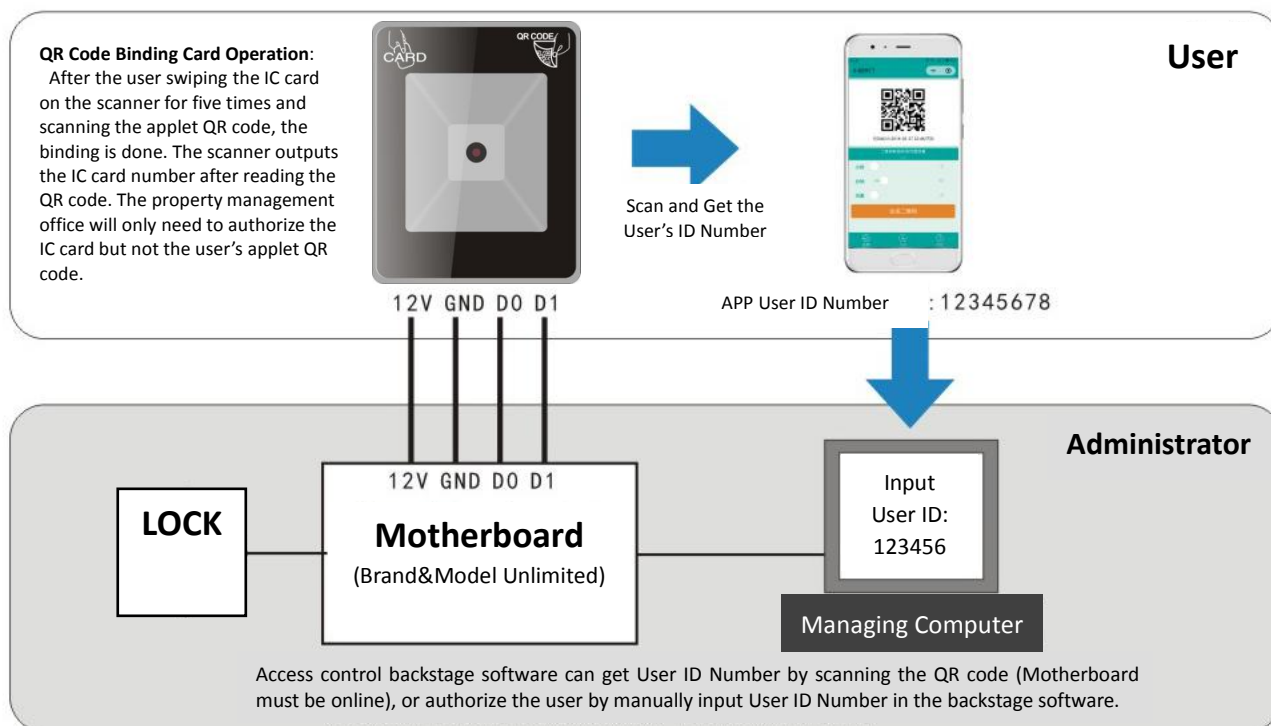 User
QR Code Binding Card Operation:
After the user swiping the IC card
on the scanner for five times and
scanning the applet QR code, the
binding is done. The scanner outputs
the IC card number after reading the
QR code. The property management
office will only need to authorize the
IC card but not the user's applet QR
code.
CARD
QR CODE
Scan and Get the
User's ID Number
12V GND D0 D1
APP User ID Number : 12345678
Administrator
12V GND D0 D1
LOCK
Motherboard
(Brand&Model Unlimited)
Input
User ID:
123456
Managing Computer
Access control backstage software can get User ID Number by scanning the QR code (Motherboard
must be online), or authorize the user by manually input User ID Number in the backstage software.